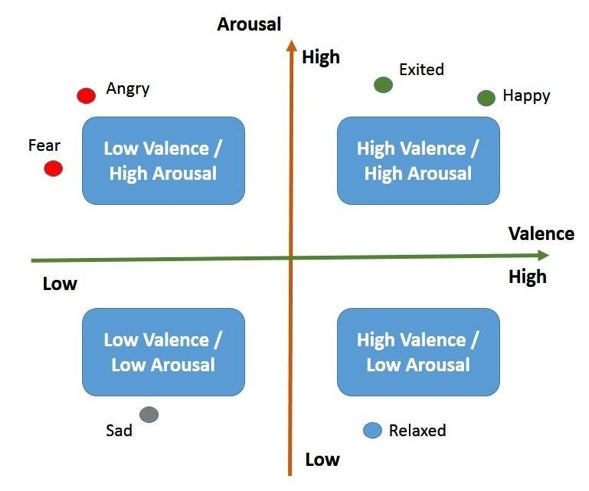 Arousal
High
Exited
Angry
Happy
Fear
Low Valence /
High Arousal
High Valence /
High Arousal
Valence
High
Low
Low Valence /
Low Arousal
High Valence /
Low Arousal
Sad
Relaxed
Low